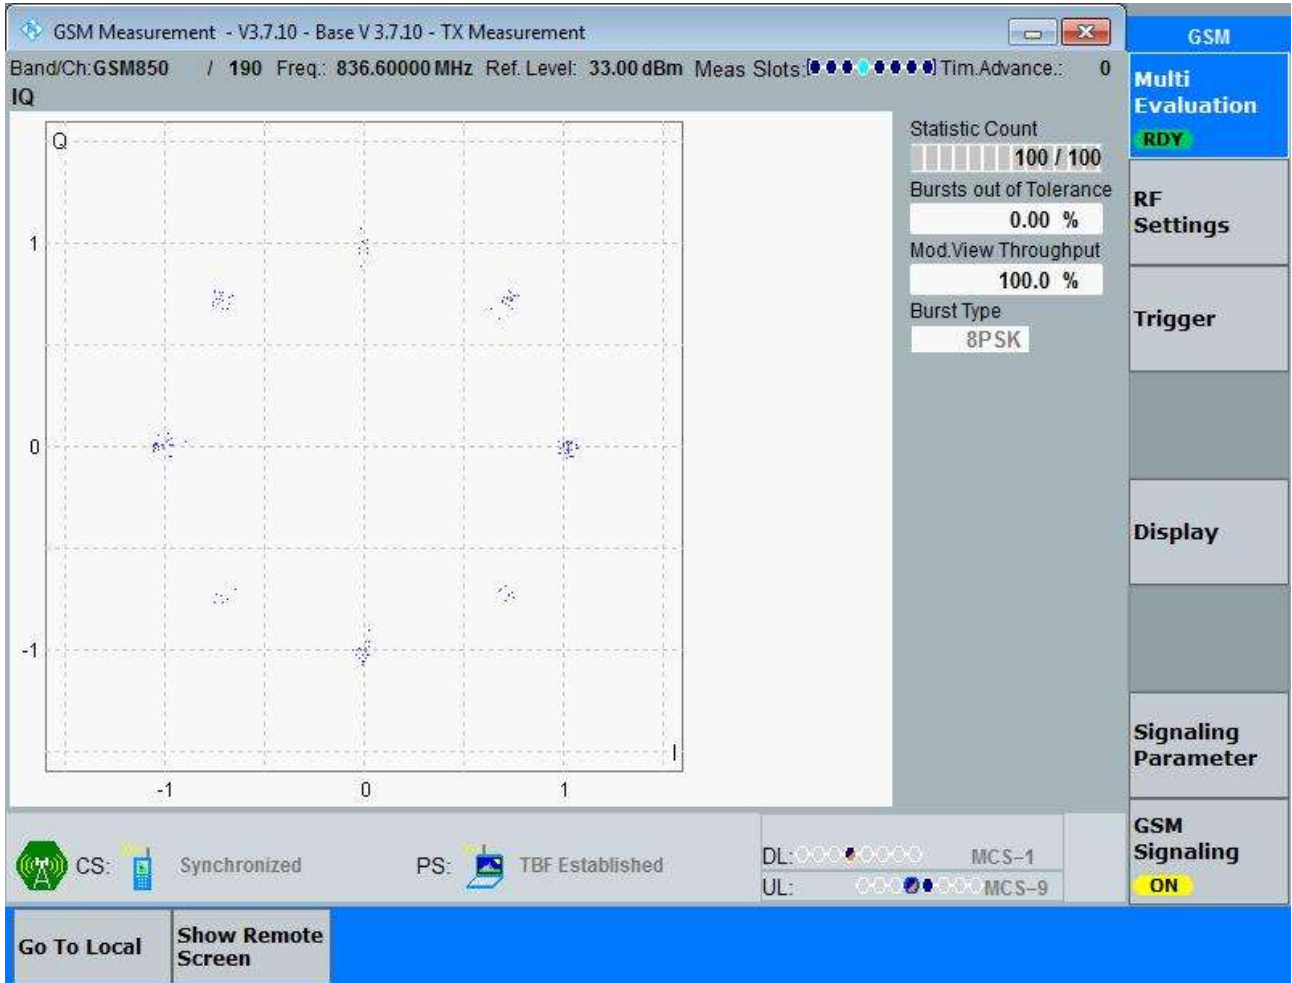 GSM Measurement - V3.7.10 - Base V 3.7.10 - TX Measurement
Band/Ch:GSM850 / 190 Freq.: 836.60000 MHz Ref. Level: 33.00 dBm Meas Slots: Tim.Advance.: 0
IQ
Q
1
0
-1
-1 0 1
I
Statistic Count
100 / 100
Bursts out of Tolerance
0.00 %
Mod.View Throughput
100.0 %
Burst Type
8PSK
GSM
Multi
Evaluation
RDY
RF
Settings
Trigger
Display
Signaling
Parameter
GSM
Signaling
ON
CS: Synchronized PS: TBF Established
DL: MCS-1
UL: MCS-9
Go To Local
Show Remote
Screen